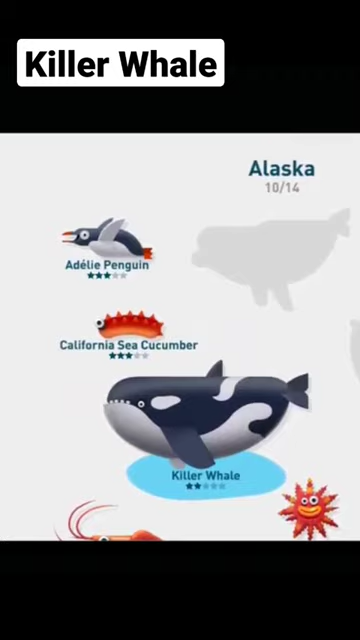 Killer Whale
Alaska
10/14
Adélie Penguin
California Sea Cucumber
Killer Whale